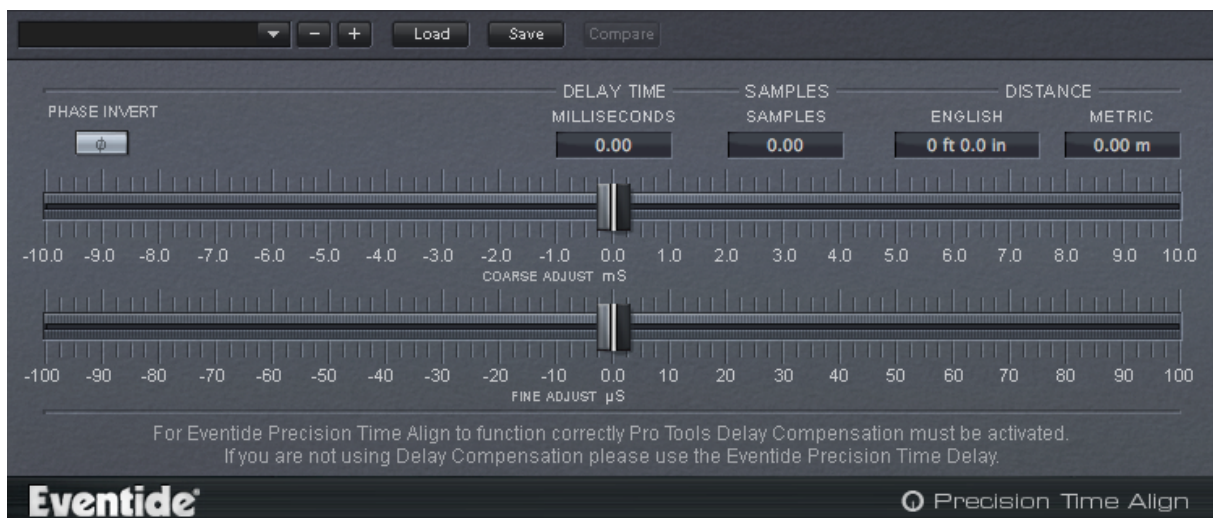 - + Load Save Compare
DELAY TIME SAMPLES DISTANCE
PHASE INVERT MILLISECONDS SAMPLES ENGLISH METRIC
ϕ 0.00 0.00 0 ft 0.0 in 0.00 m
-10.0 -9.0 -8.0 -7.0 -6.0 -5.0 -4.0 -3.0 -2.0 -1.0 0.0 1.0 2.0 3.0 4.0 5.0 6.0 7.0 8.0 9.0 10.0
COARSE ADJUST mS
-100 -90 -80 -70 -60 -50 -40 -30 -20 -10 0.0 10 20 30 40 50 60 70 80 90 100
FINE ADJUST µS
For Eventide Precision Time Align to function correctly Pro Tools Delay Compensation must be activated.
If you are not using Delay Compensation please use the Eventide Precision Time Delay.
Eventide Precision Time Align